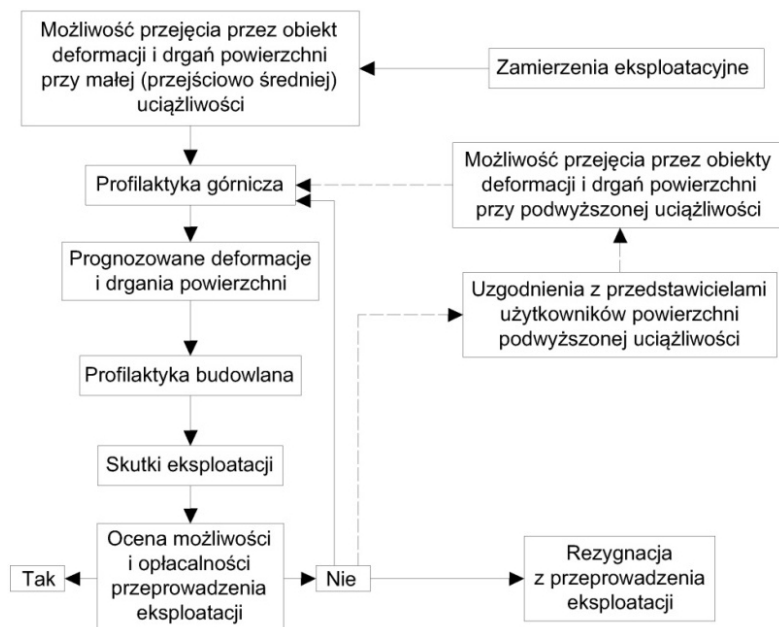 Możliwość przejęcia przez obiekt
deformacji i drgań powierzchni
przy małej (przejściowo średniej)
uciążliwości
Zamierzenia eksploatacyjne
Profilaktyka górnicza
Możliwość przejęcia przez obiekty
deformacji i drgań powierzchni
przy podwyższonej uciążliwości
Prognozowane deformacje
i drgania powierzchni
Uzgodnienia z przedstawicielami
użytkowników powierzchni
podwyższonej uciążliwości
Profilaktyka budowlana
Skutki eksploatacji
Ocena możliwości
i opłacalności
przeprowadzenia
eksploatacji
Tak
Nie
Rezygnacja
z przeprowadzenia
eksploatacji